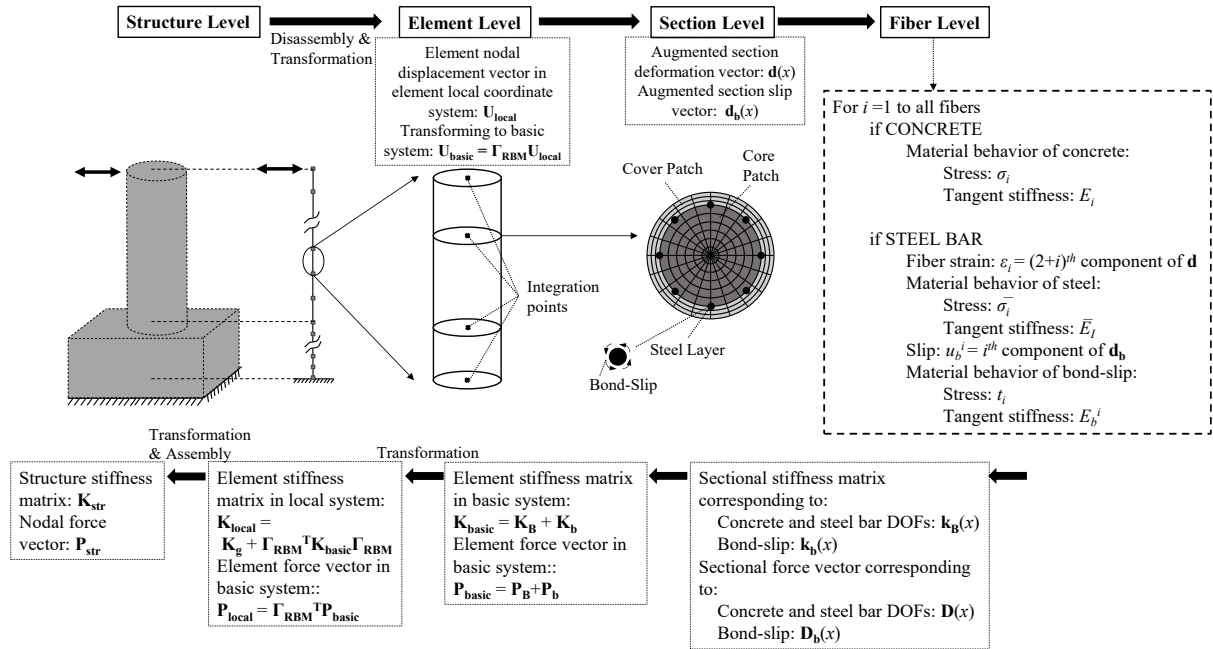 Structure Level
Element Level
Section Level
Fiber Level
Disassembly &
Transformation
Element nodal
displacement vector in
element local coordinate
system: U_local
Transforming to basic
system: U_basic = Γ_RBM U_local
Augmented section
deformation vector: d(x)
Augmented section slip
vector: d_b(x)
For i =1 to all fibers
if CONCRETE
Material behavior of concrete:
Stress: σ_i
Tangent stiffness: E_i
if STEEL BAR
Fiber strain: ε_i = (2+i)^th component of d
Material behavior of steel:
Stress: σ̅_i
Tangent stiffness: E̅_I
Slip: u_b^i = i^th component of d_b
Material behavior of bond-slip:
Stress: t_i
Tangent stiffness: E_b^i
Cover Patch
Core
Patch
Integration
points
Steel Layer
Bond-Slip
Transformation
& Assembly
Transformation
Structure stiffness
matrix: K_str
Nodal force
vector: P_str
Element stiffness
matrix in local system:
K_local =
K_g + Γ_RBM^T K_basic Γ_RBM
Element force vector in
basic system::
P_local = Γ_RBM^T P_basic
Element stiffness matrix
in basic system:
K_basic = K_B + K_b
Element force vector in
basic system::
P_basic = P_B+P_b
Sectional stiffness matrix
corresponding to:
Concrete and steel bar DOFs: k_B(x)
Bond-slip: k_b(x)
Sectional force vector corresponding
to:
Concrete and steel bar DOFs: D(x)
Bond-slip: D_b(x)